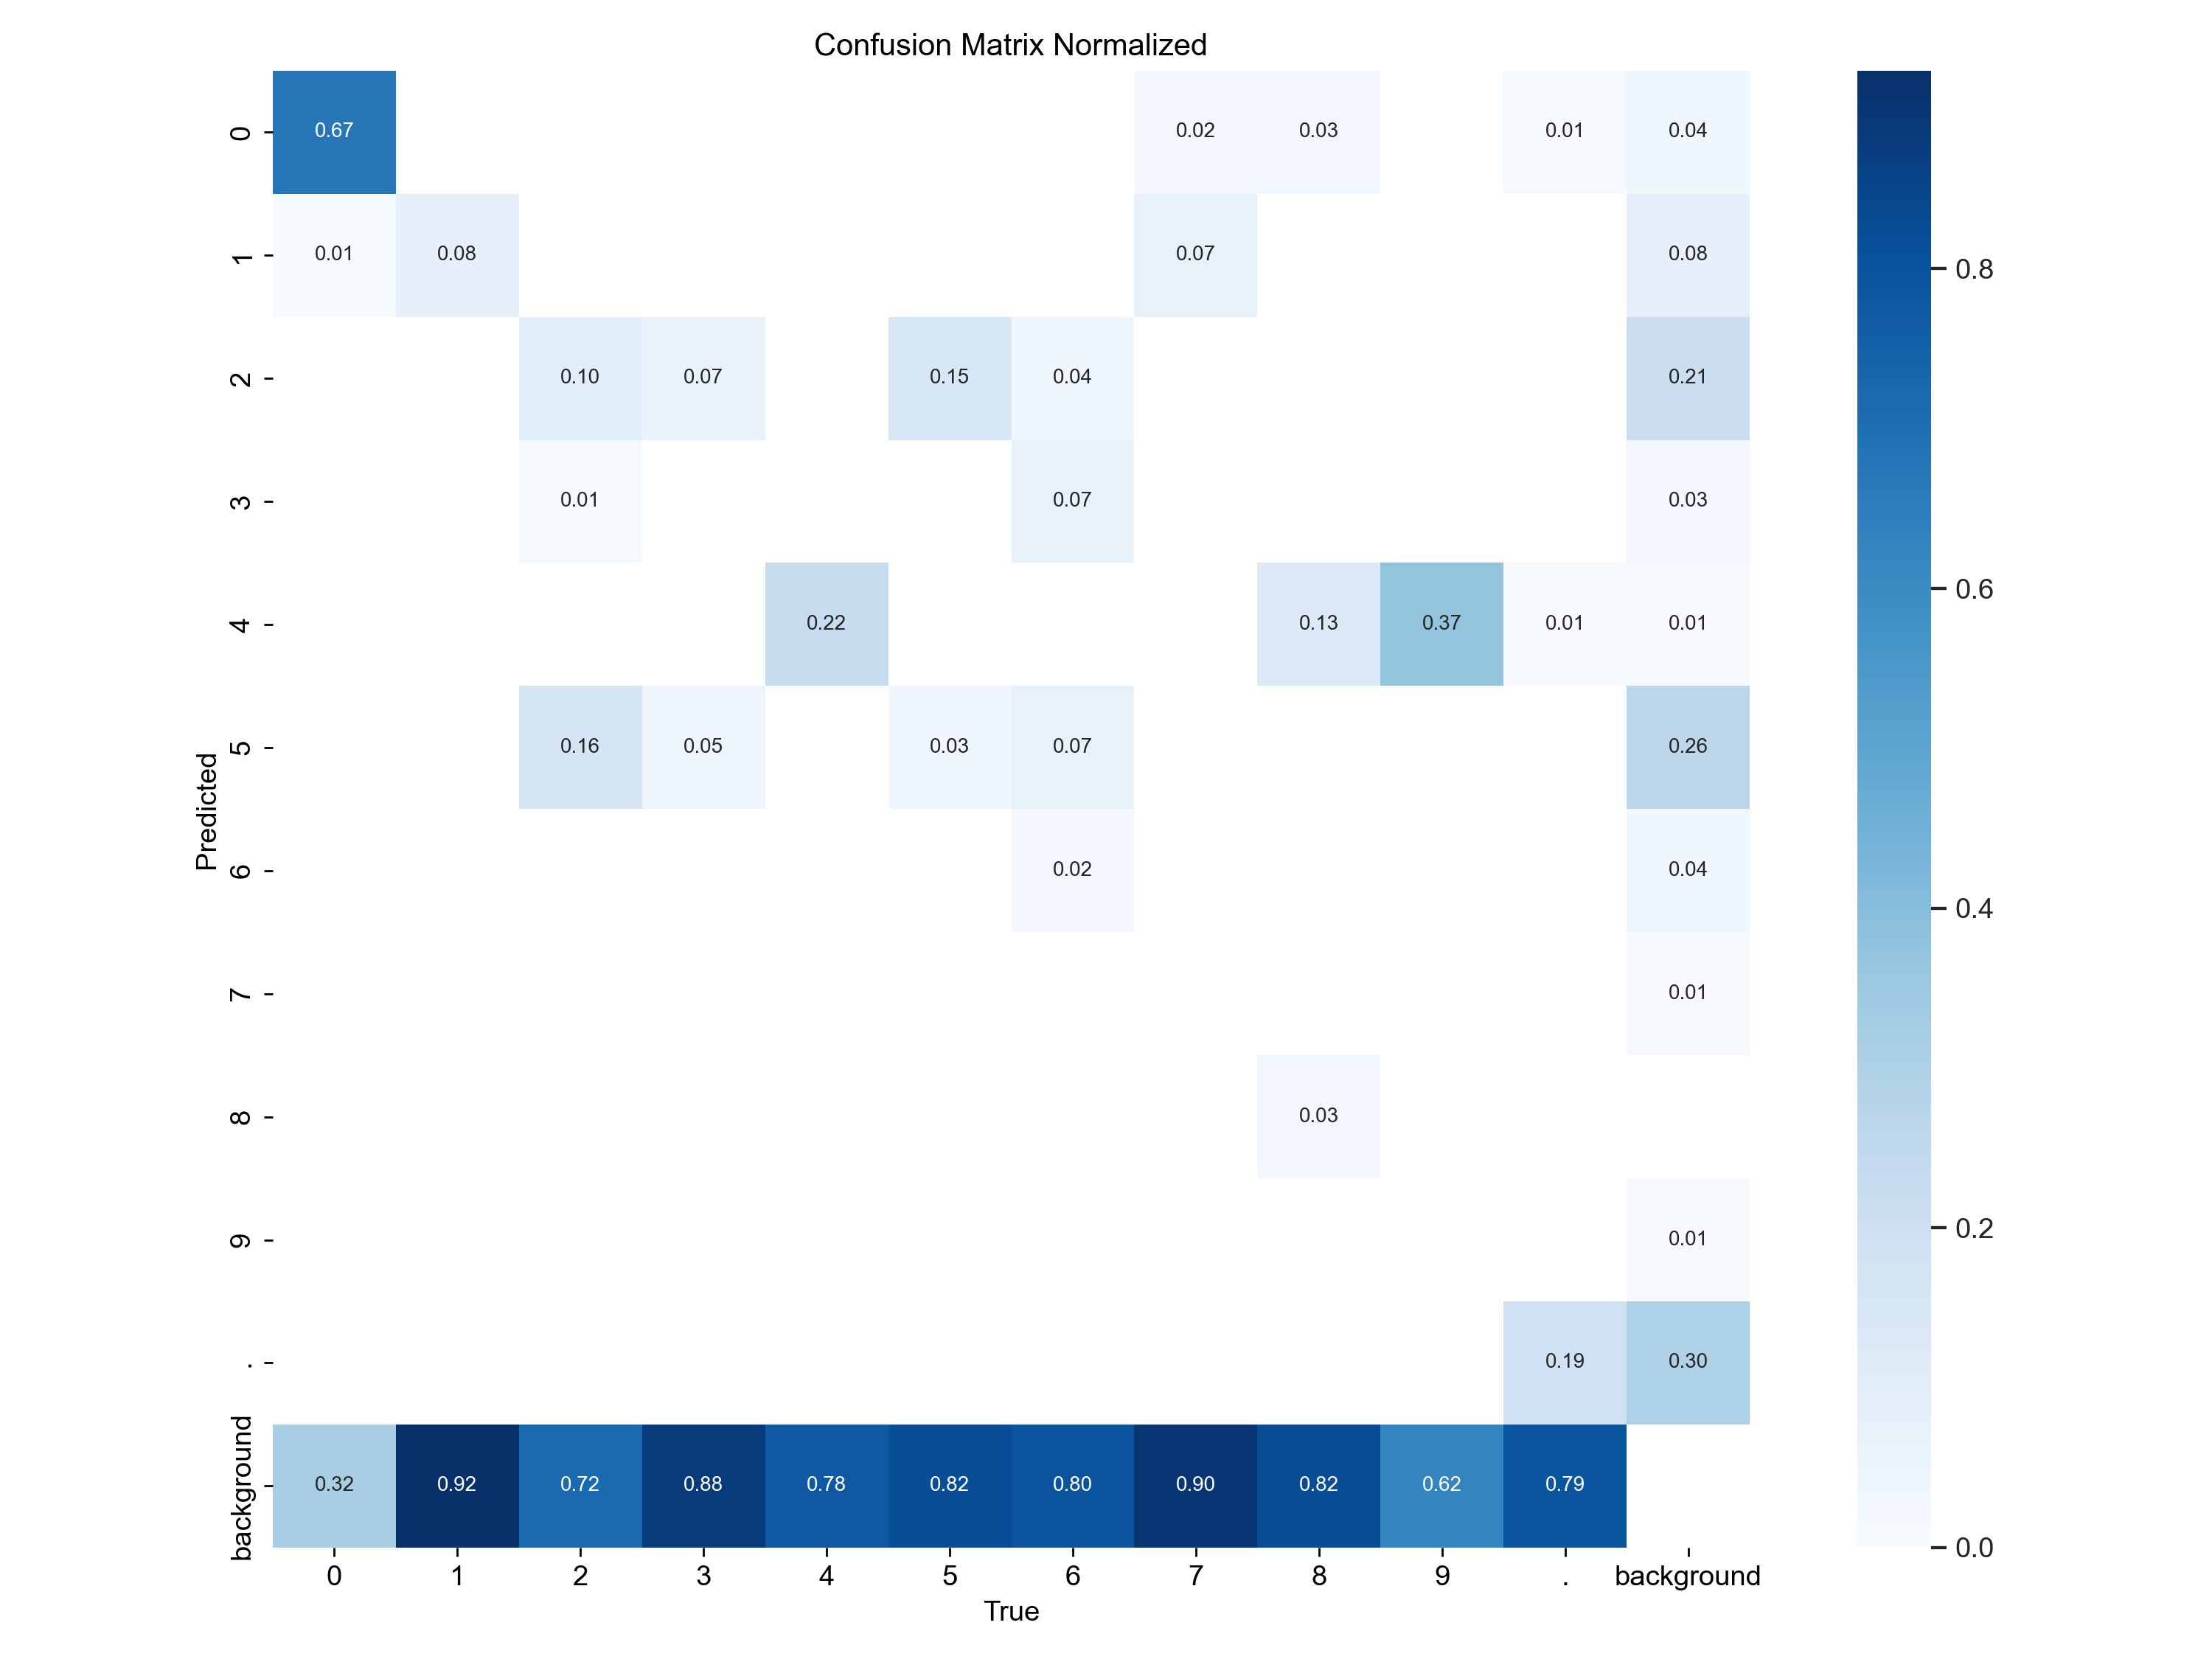 Confusion Matrix Normalized
0 0.67 0.02 0.03 0.01 0.04
1 0.01 0.08 0.07 0.08
2 0.10 0.07 0.15 0.04 0.21
3 0.01 0.07 0.03
4 0.22 0.13 0.37 0.01 0.01
5 0.16 0.05 0.03 0.07 0.26
6 0.02 0.04
7 0.01
8 0.03
9 0.01
. 0.19 0.30
background 0.32 0.92 0.72 0.88 0.78 0.82 0.80 0.90 0.82 0.62 0.79
0 1 2 3 4 5 6 7 8 9 . background
True
Predicted
0.8
0.6
0.4
0.2
0.0